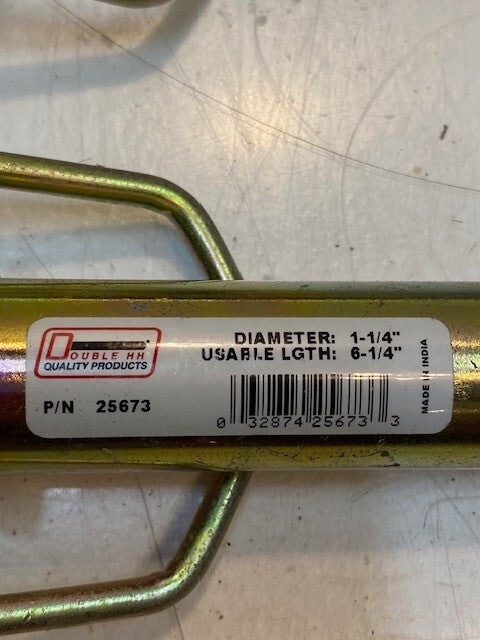 DOUBLE HH
QUALITY PRODUCTS
DIAMETER: 1-1/4"
USABLE LGTH: 6-1/4"
P/N 25673
0 32874 25673 3
MADE IN INDIA